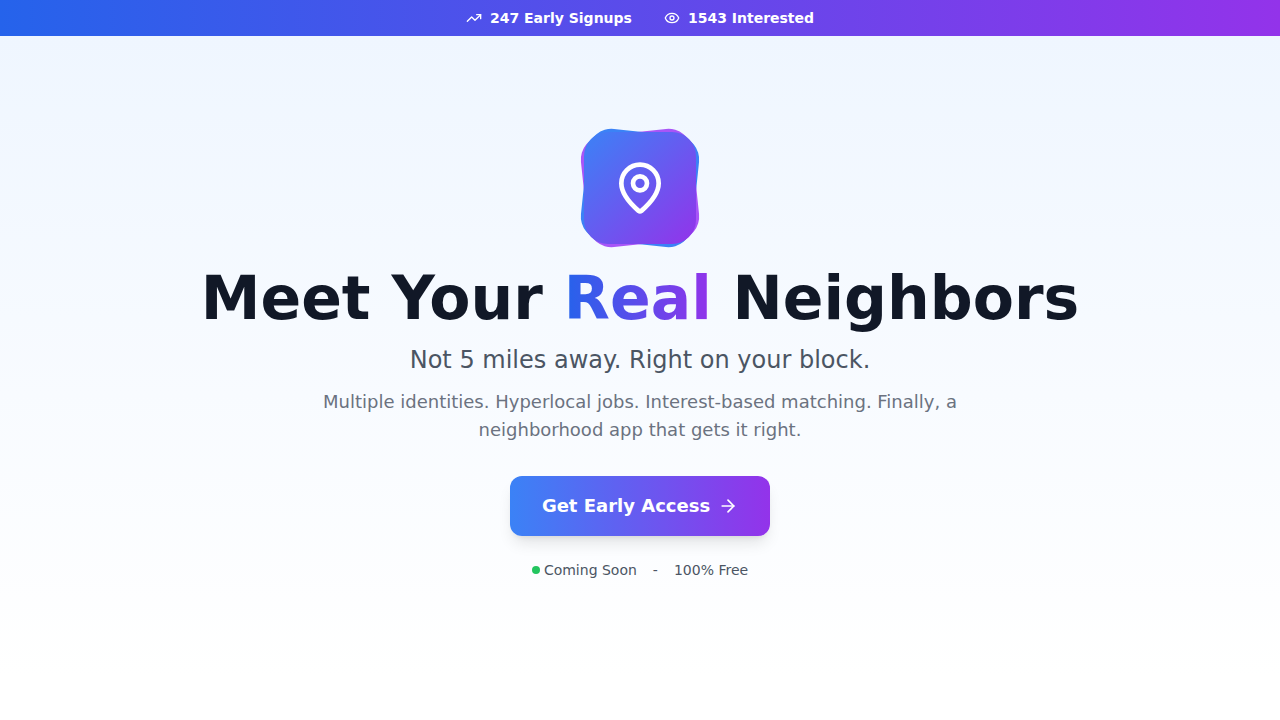 247 Early Signups 1543 Interested
Meet Your Real Neighbors
Not 5 miles away. Right on your block.
Multiple identities. Hyperlocal jobs. Interest-based matching. Finally, a
neighborhood app that gets it right.
Get Early Access
Coming Soon - 100% Free